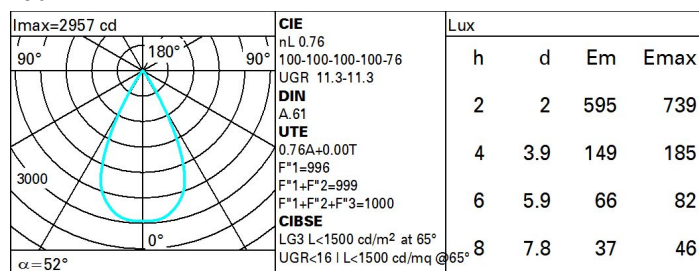 Imax=2957 cd
90° 180° 90°
3000
0°
α=52°
CIE
nL 0.76
100-100-100-100-76
UGR 11.3-11.3
DIN
A.61
UTE
0.76A+0.00T
F"1=996
F"1+F"2=999
F"1+F"2+F"3=1000
CIBSE
LG3 L<1500 cd/m² at 65°
UGR<16 | L<1500 cd/mq @65°
Lux
h d Em Emax
2 2 595 739
4 3.9 149 185
6 5.9 66 82
8 7.8 37 46